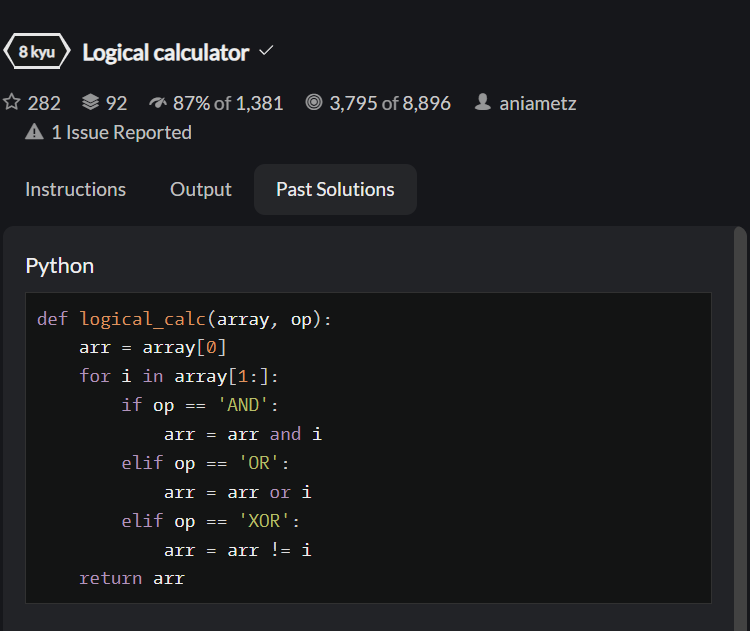 8 kyu Logical calculator
282 92 87% of 1,381 3,795 of 8,896 aniametz
1 Issue Reported
Instructions Output Past Solutions
Python
def logical_calc(array, op):
    arr = array[0]
    for i in array[1:]:
        if op == 'AND':
            arr = arr and i
        elif op == 'OR':
            arr = arr or i
        elif op == 'XOR':
            arr = arr != i
    return arr